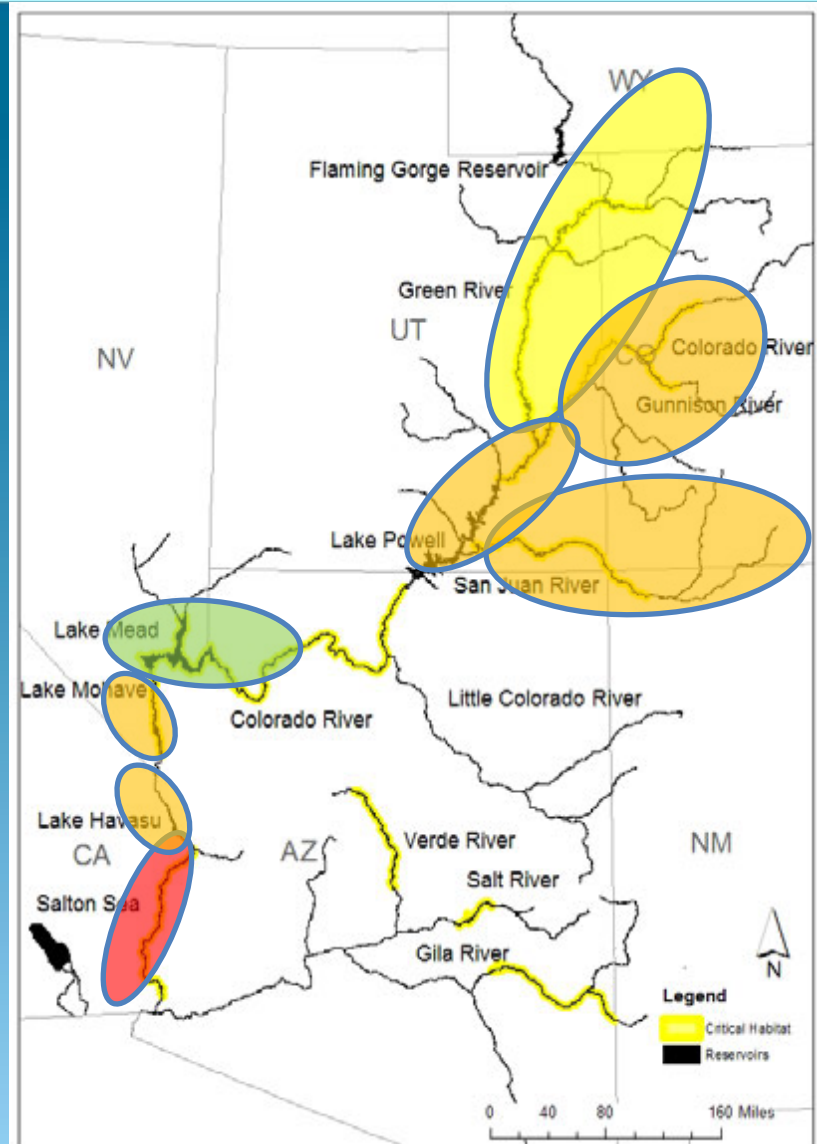 WY
Flaming Gorge Reservoir
Green River
UT
NV
CO
Colorado River
Gunnison River
Lake Powell
San Juan River
Lake Mead
Lake Mohave
Little Colorado River
Colorado River
Lake Havasu
CA
AZ
Verde River
NM
Salt River
Salton Sea
Gila River
N
Legend
Critical Habitat
Reservoirs
0 40 80 160 Miles